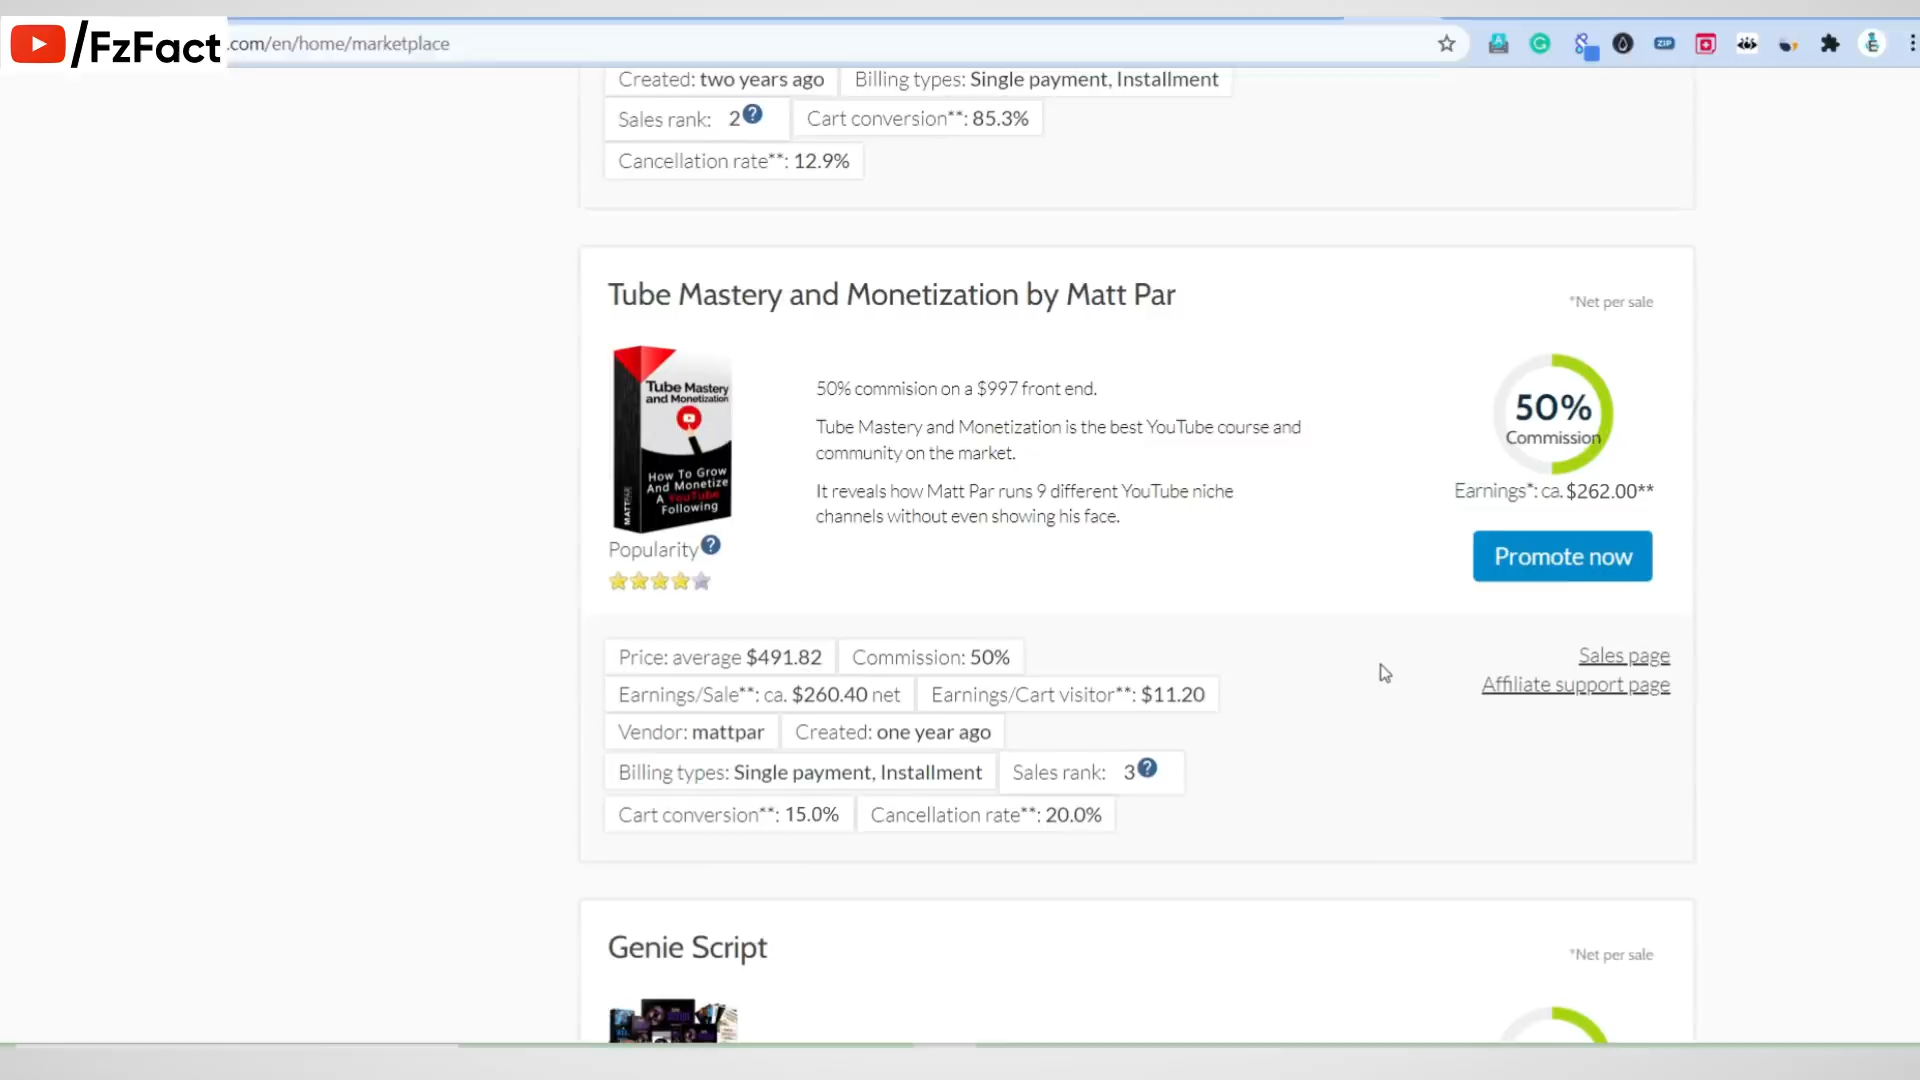 /FzFact
.com/en/home/marketplace
ZIP
Created: two years ago
Billing types: Single payment, Installment
Sales rank: 2
Cart conversion**: 85.3%
Cancellation rate**: 12.9%
Tube Mastery and Monetization by Matt Par
*Net per sale
Tube Mastery
and Monetization
How To Grow
And Monetize
A YouTube
Following
MATT PAR
50% commision on a $997 front end.
Tube Mastery and Monetization is the best YouTube course and
community on the market.
It reveals how Matt Par runs 9 different YouTube niche
channels without even showing his face.
50%
Commission
Earnings*: ca. $262.00**
Promote now
Popularity
Price: average $491.82
Commission: 50%
Earnings/Sale**: ca. $260.40 net
Earnings/Cart visitor**: $11.20
Vendor: mattpar
Created: one year ago
Billing types: Single payment, Installment
Sales rank: 3
Cart conversion**: 15.0%
Cancellation rate**: 20.0%
Sales page
Affiliate support page
Genie Script
*Net per sale